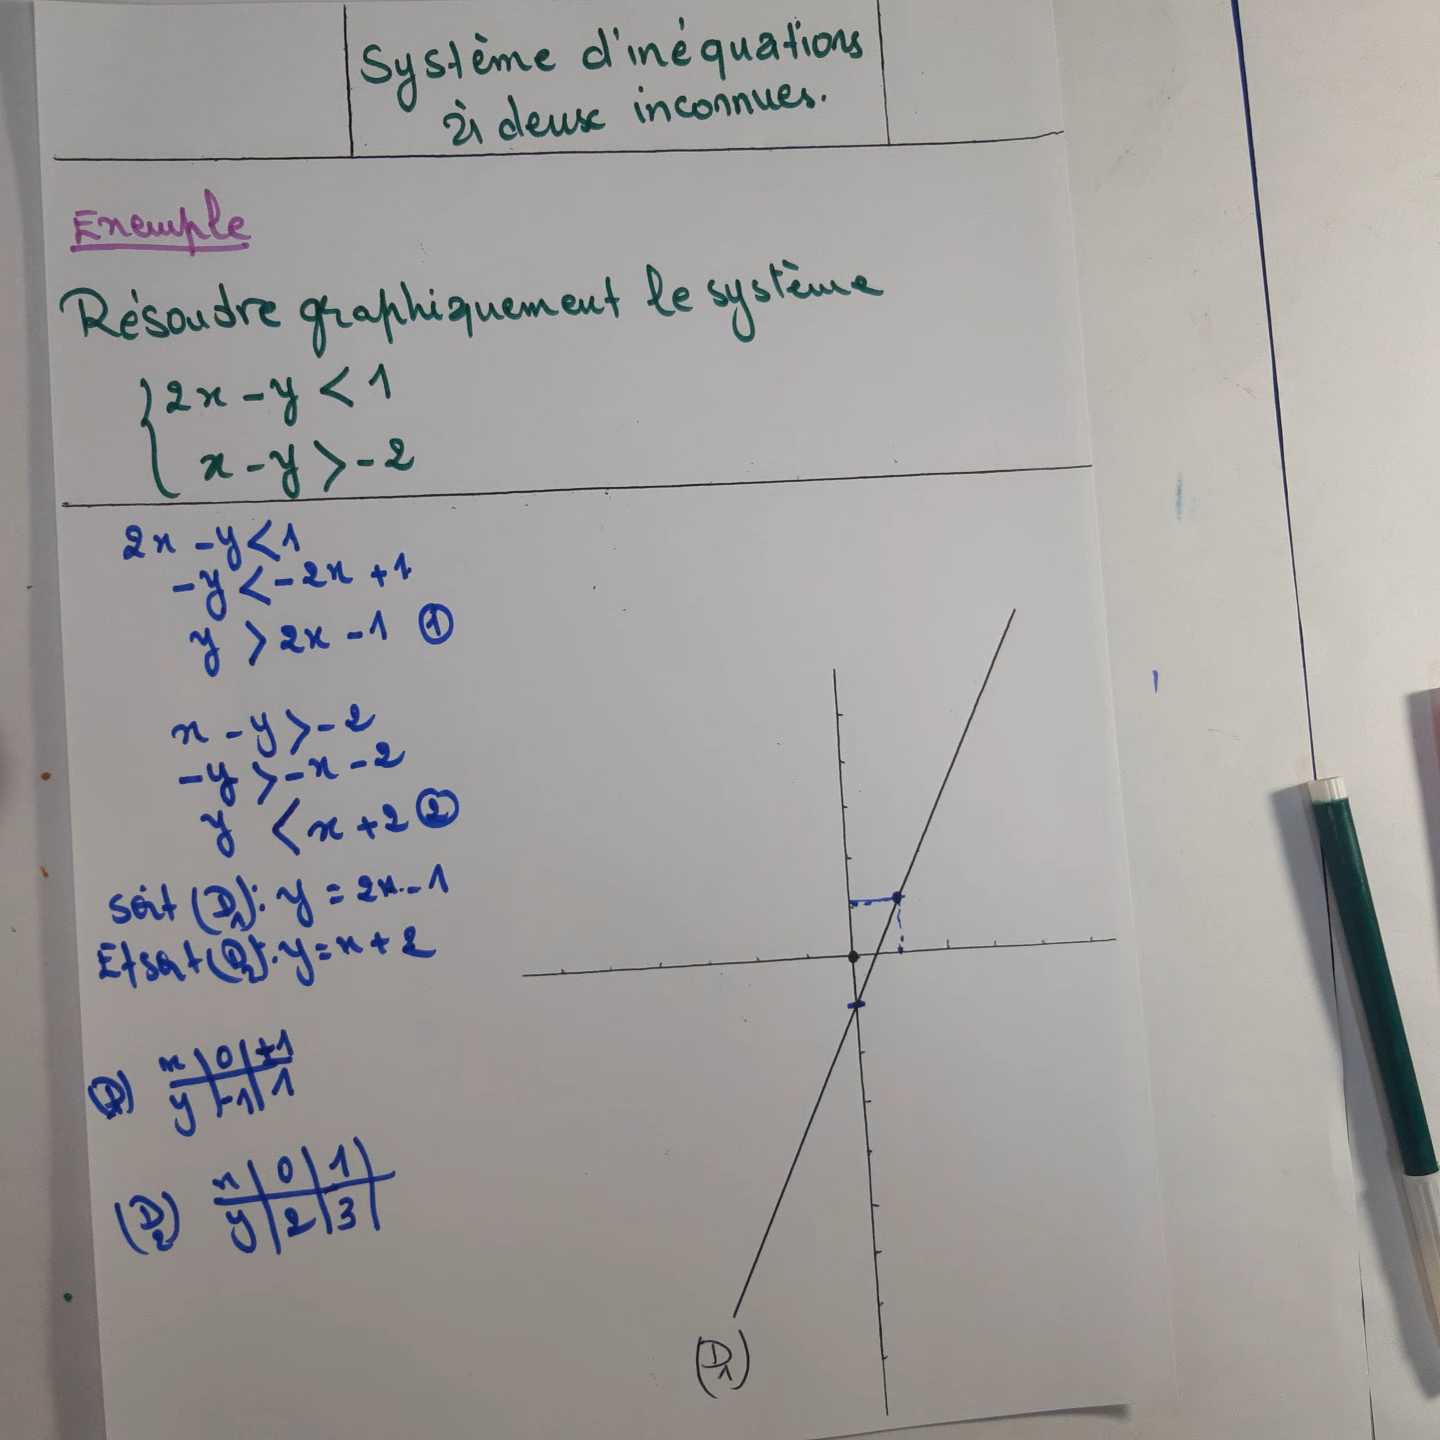 Système d'inéquations
à deux inconnues.
Exemple
Résoudre graphiquement le système
2x - y < 1
x - y > -2
2x - y < 1
-y < -2x + 1
y > 2x - 1 ①
x - y > -2
-y > -x - 2
y < x + 2 ②
soit (D1): y = 2x - 1
Et soit (D2): y = x + 2
(D1) x | 0 | +1
y | -1 | 1
(D2) x | 0 | 1
y | 2 | 3
(D1)